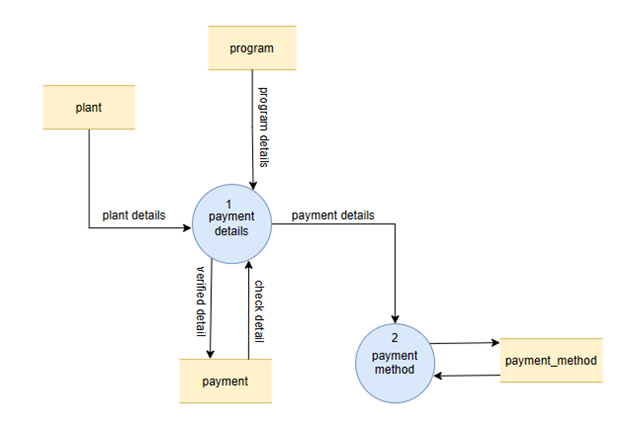 program
plant
program details
1
payment
details
plant details
payment details
verified detail
check detail
payment
2
payment
method
payment_method